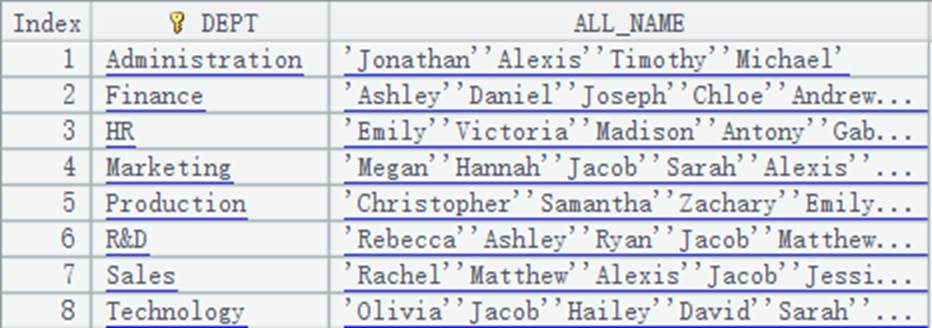 Index DEPT ALL_NAME
1 Administration 'Jonathan''Alexis''Timothy''Michael'
2 Finance 'Ashley''Daniel''Joseph''Chloe''Andrew...
3 HR 'Emily''Victoria''Madison''Antony''Gab...
4 Marketing 'Megan''Hannah''Jacob''Sarah''Alexis''...
5 Production 'Christopher''Samantha''Zachary''Emily...
6 R&D 'Rebecca''Ashley''Ryan''Jacob''Matthew...
7 Sales 'Rachel''Matthew''Alexis''Jacob''Jessi...
8 Technology 'Olivia''Jacob''Hailey''David''Sarah''...